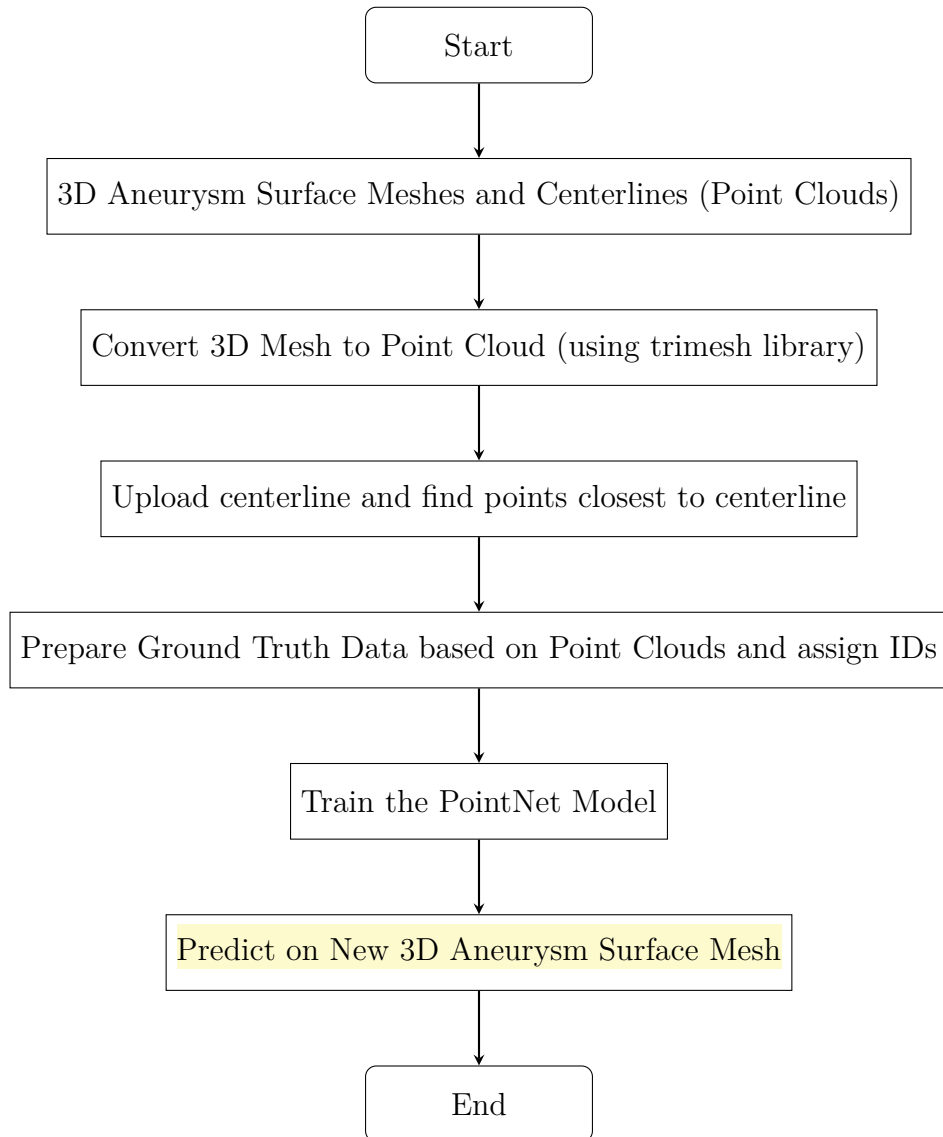 Start
3D Aneurysm Surface Meshes and Centerlines (Point Clouds)
Convert 3D Mesh to Point Cloud (using trimesh library)
Upload centerline and find points closest to centerline
Prepare Ground Truth Data based on Point Clouds and assign IDs
Train the PointNet Model
Predict on New 3D Aneurysm Surface Mesh
End